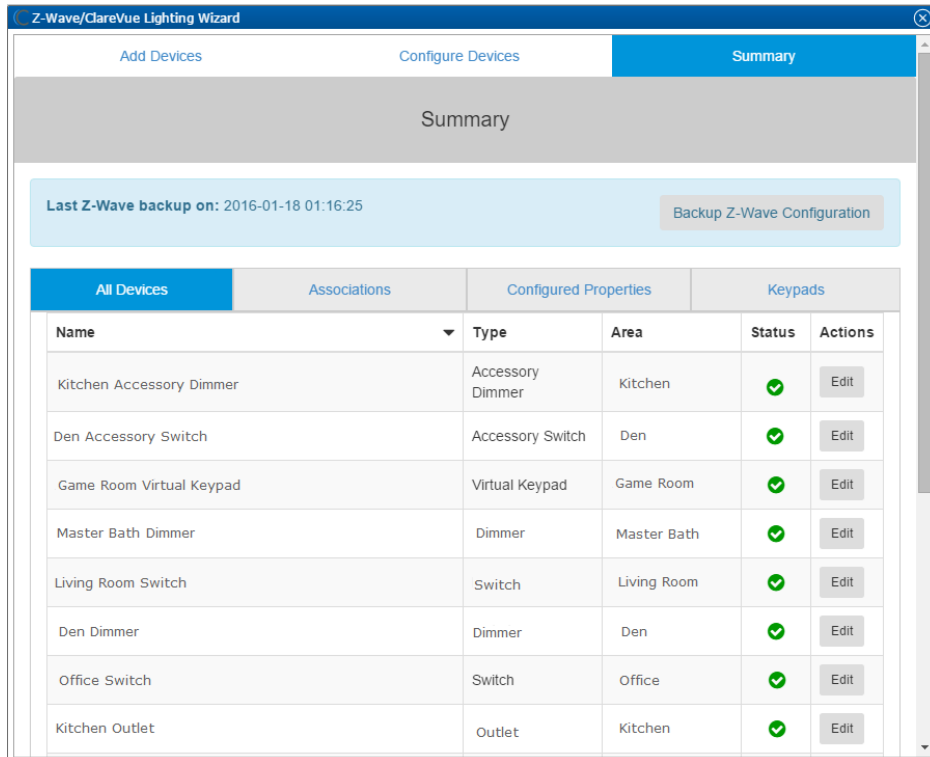 Z-Wave/ClareVue Lighting Wizard
Add Devices Configure Devices Summary
Summary
Last Z-Wave backup on: 2016-01-18 01:16:25 Backup Z-Wave Configuration
All Devices Associations Configured Properties Keypads
Name Type Area Status Actions
Kitchen Accessory Dimmer Accessory Dimmer Kitchen Edit
Den Accessory Switch Accessory Switch Den Edit
Game Room Virtual Keypad Virtual Keypad Game Room Edit
Master Bath Dimmer Dimmer Master Bath Edit
Living Room Switch Switch Living Room Edit
Den Dimmer Dimmer Den Edit
Office Switch Switch Office Edit
Kitchen Outlet Outlet Kitchen Edit